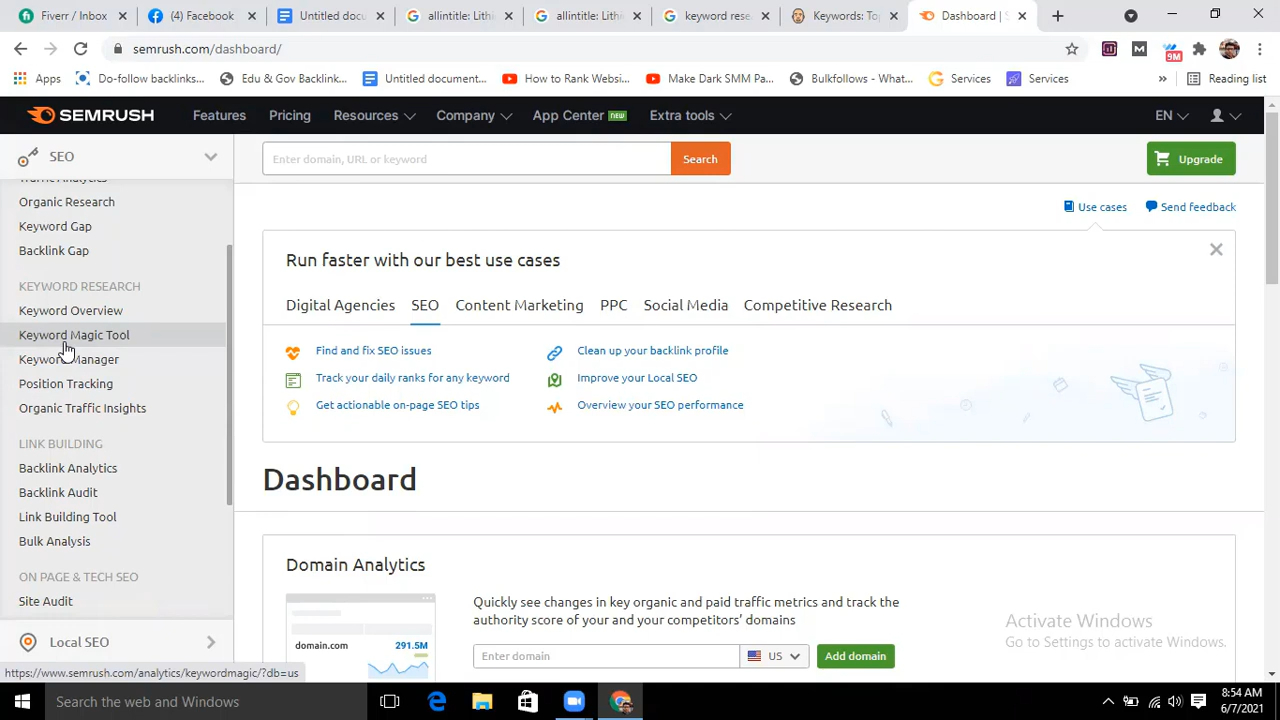 Fiverr / Inbox
(4) Facebook
Untitled docu
allintitle: Lithi
allintitle: Lithi
keyword rese
Keywords: To
Dashboard | S
semrush.com/dashboard/
9M
Apps
Do-follow backlinks...
Edu & Gov Backlink...
Untitled document...
How to Rank Websi...
Make Dark SMM Pa...
Bulkfollows - What...
Services
Services
»
Reading list
SEMRUSH
Features
Pricing
Resources
Company
App Center NEW
Extra tools
EN
SEO
Enter domain, URL or keyword
Search
Upgrade
Traffic Analytics
Organic Research
Keyword Gap
Backlink Gap
KEYWORD RESEARCH
Keyword Overview
Keyword Magic Tool
Keyword Manager
Position Tracking
Organic Traffic Insights
LINK BUILDING
Backlink Analytics
Backlink Audit
Link Building Tool
Bulk Analysis
ON PAGE & TECH SEO
Site Audit
Local SEO
https://www.semrush.com/analytics/keywordmagic/?db=us
Use cases
Send feedback
Run faster with our best use cases
Digital Agencies
SEO
Content Marketing
PPC
Social Media
Competitive Research
Find and fix SEO issues
Clean up your backlink profile
Track your daily ranks for any keyword
Improve your Local SEO
Get actionable on-page SEO tips
Overview your SEO performance
Dashboard
Domain Analytics
domain.com
291.5M
Quickly see changes in key organic and paid traffic metrics and track the
authority score of your and your competitors' domains
Enter domain
US
Add domain
Activate Windows
Go to Settings to activate Windows.
Search the web and Windows
8:54 AM
6/7/2021